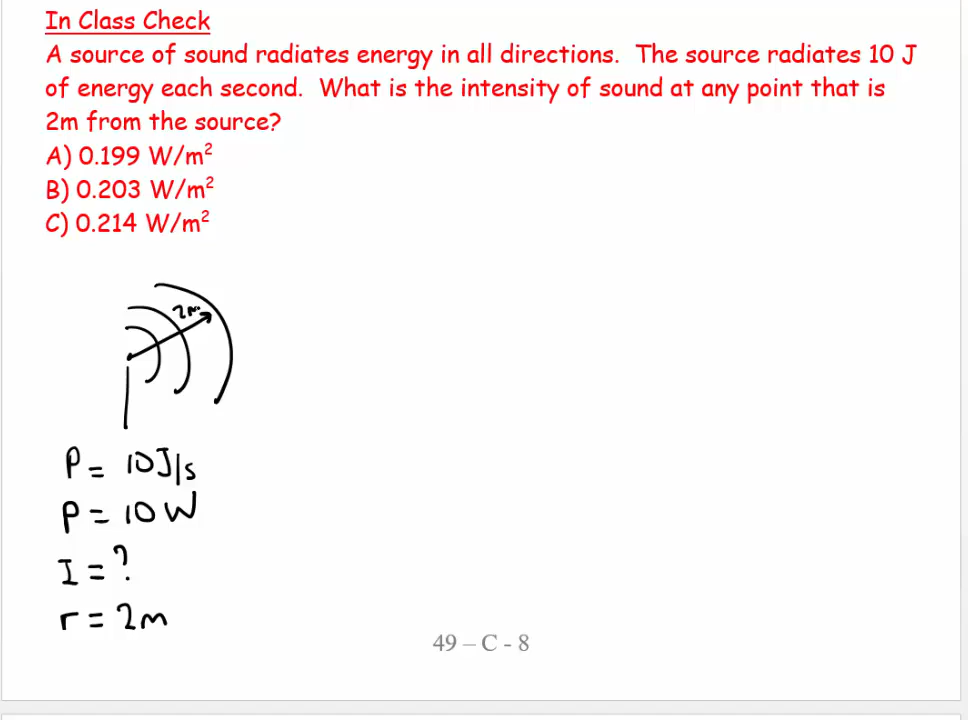 In Class Check
A source of sound radiates energy in all directions. The source radiates 10 J
of energy each second. What is the intensity of sound at any point that is
2m from the source?
A) 0.199 W/m²
B) 0.203 W/m²
C) 0.214 W/m²
2m
P = 10J/s
P = 10W
I = ?
r = 2m
49 – C - 8